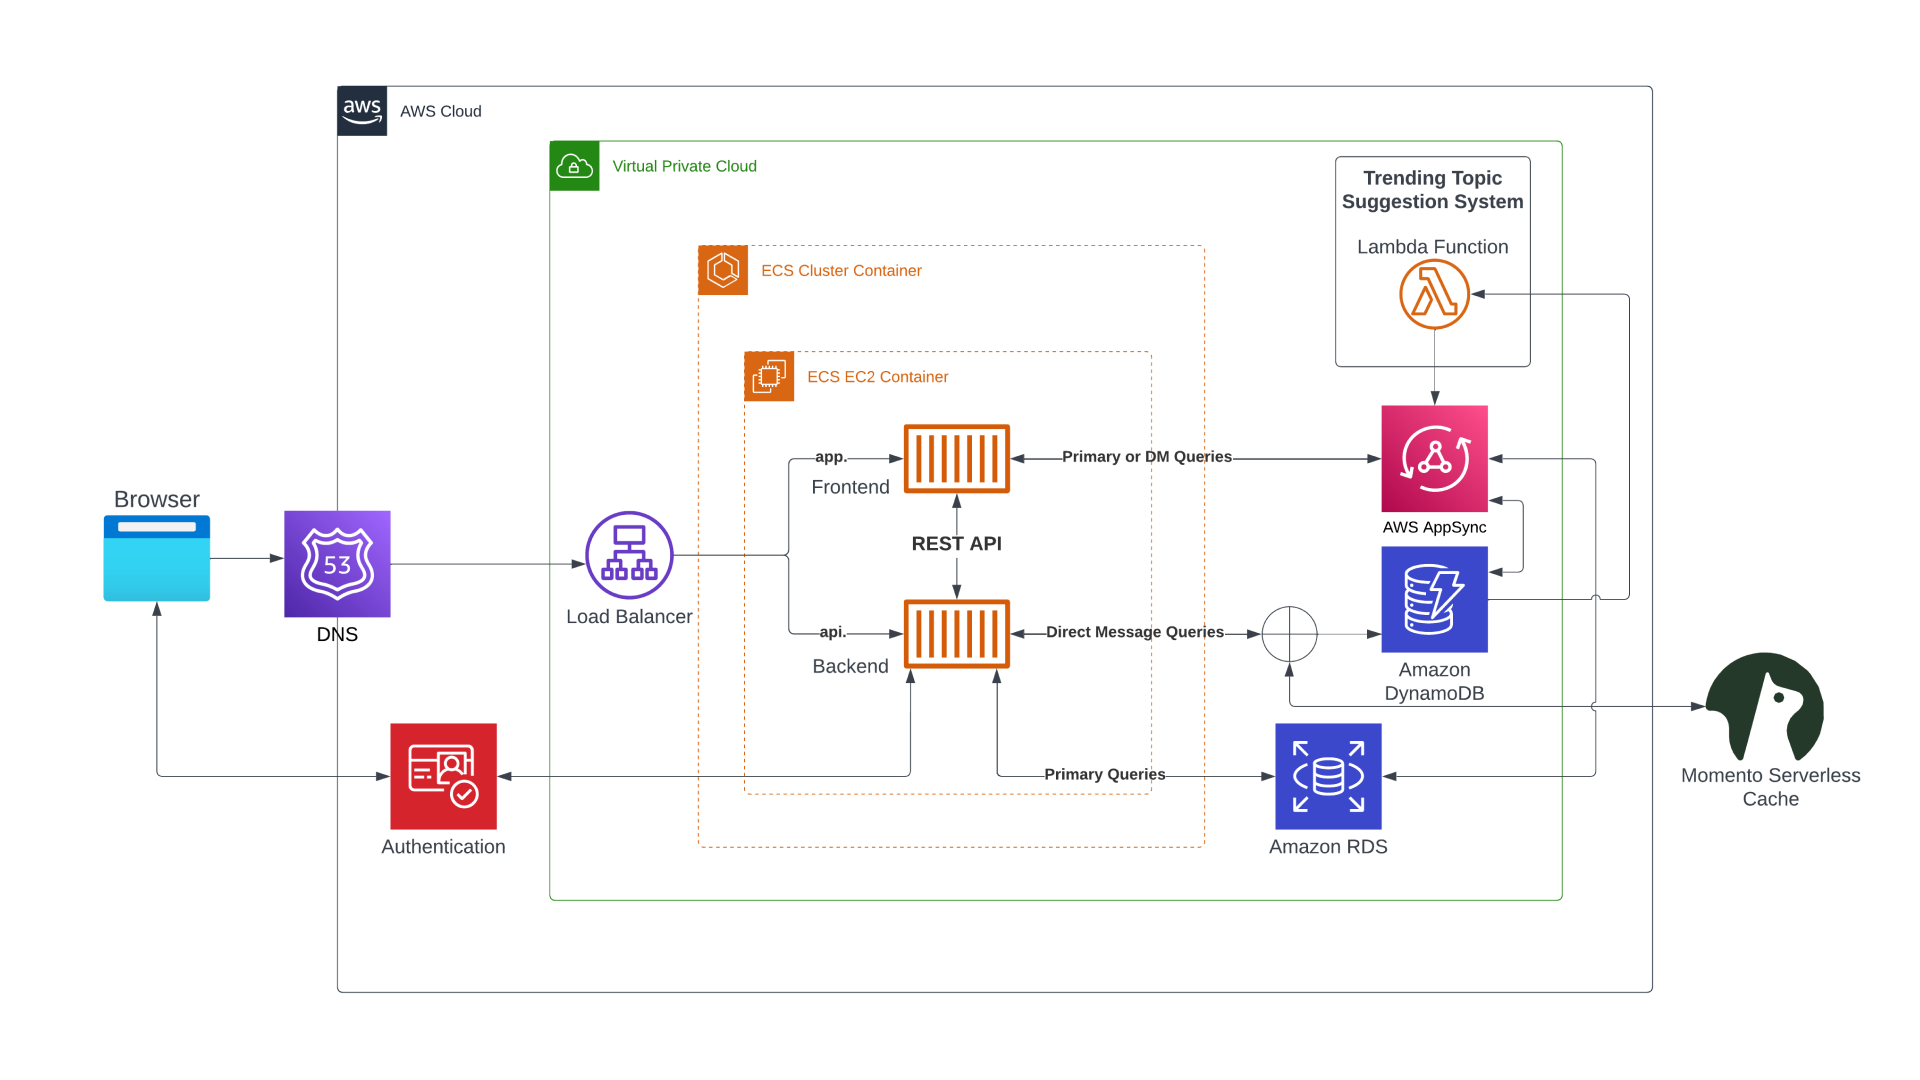 aws
AWS Cloud
Virtual Private Cloud
Trending Topic
Suggestion System
Lambda Function
ECS Cluster Container
ECS EC2 Container
app.
Primary or DM Queries
Frontend
Browser
53
DNS
AWS AppSync
REST API
Load Balancer
api.
Direct Message Queries
Backend
Amazon
DynamoDB
Primary Queries
Momento Serverless
Cache
Authentication
Amazon RDS